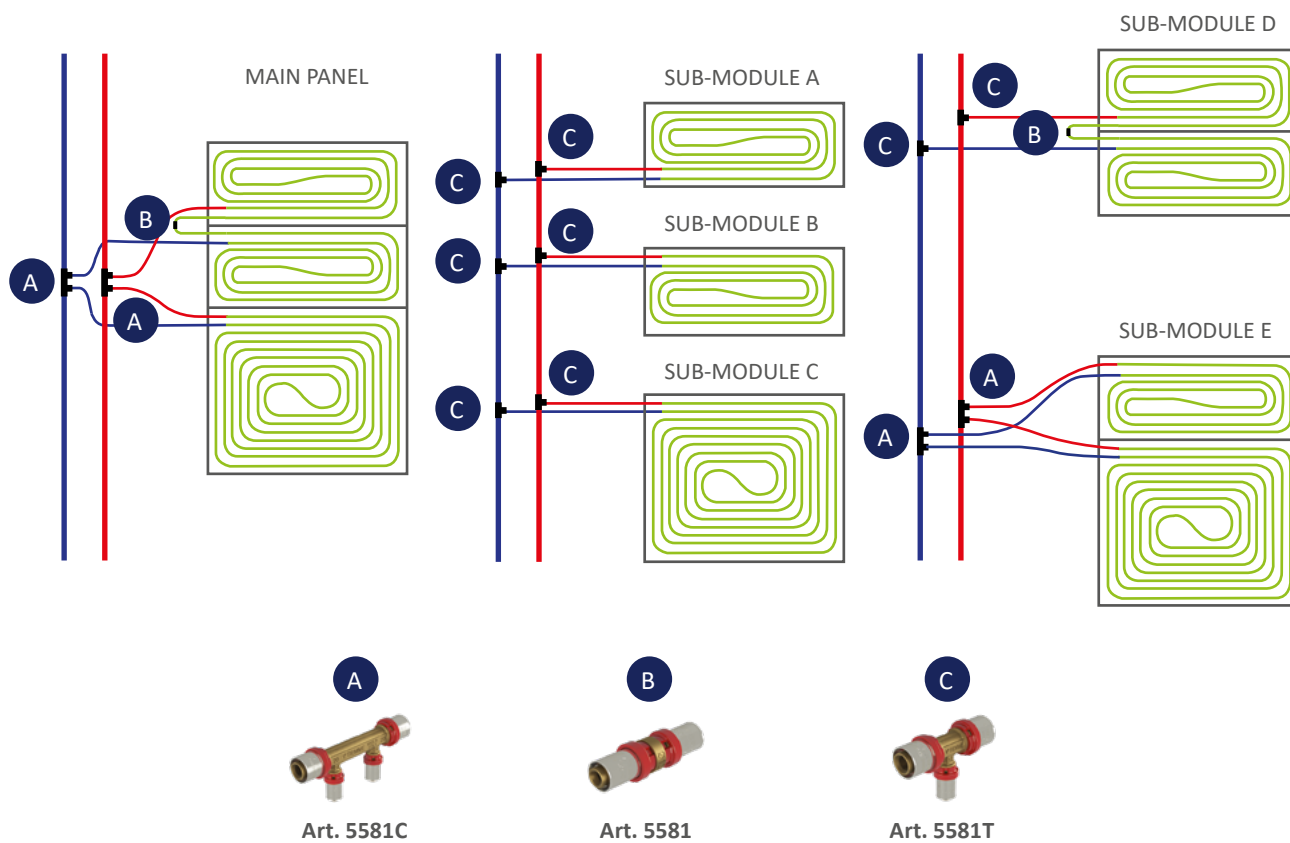 MAIN PANEL
B
A
A
SUB-MODULE A
C
C
SUB-MODULE B
C
C
SUB-MODULE C
C
C
SUB-MODULE D
C
B
C
SUB-MODULE E
A
A
A
B
C
Art. 5581C
Art. 5581
Art. 5581T